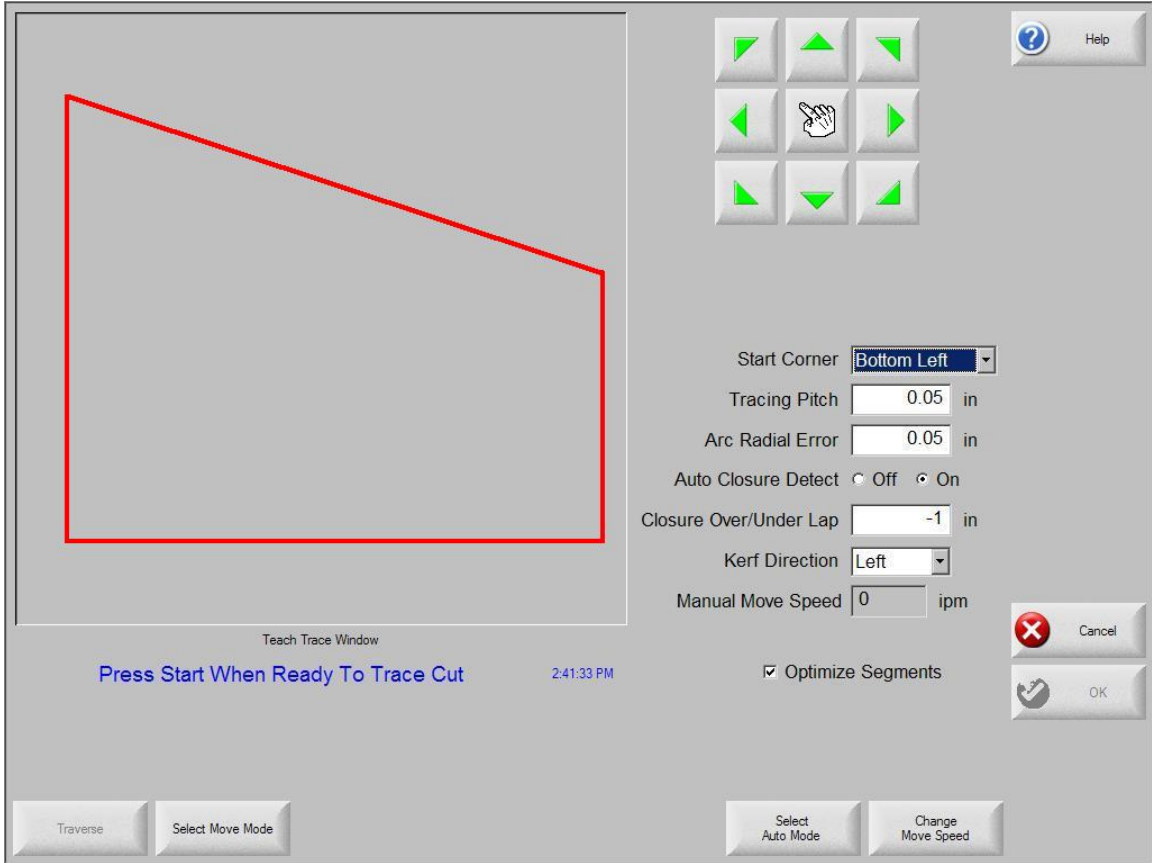 Help
Start Corner Bottom Left
Tracing Pitch 0.05 in
Arc Radial Error 0.05 in
Auto Closure Detect Off On
Closure Over/Under Lap -1 in
Kerf Direction Left
Manual Move Speed 0 ipm
Teach Trace Window
Press Start When Ready To Trace Cut 2:41:33 PM
Optimize Segments
Cancel
OK
Traverse
Select Move Mode
Select
Auto Mode
Change
Move Speed